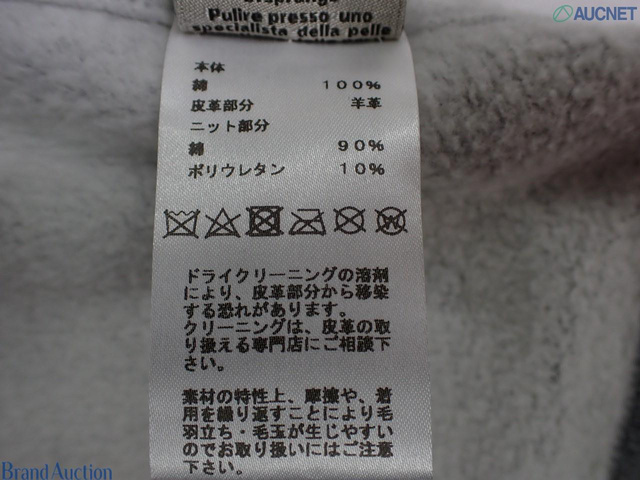 AUCNET
Pulire presso uno
specialista della pelle
本体
綿 100%
皮革部分 羊革
ニット部分
綿 90%
ポリウレタン 10%
W
ドライクリーニングの溶剤
により、皮革部分から移染
する恐れがあります。
クリーニングは、皮革の取
り扱える専門店にご相談下
さい。
素材の特性上、摩擦や、着
用を繰り返すことにより毛
羽立ち・毛玉が生じやすい
のでお取り扱いにはご注意
下さい。
Brand Auction